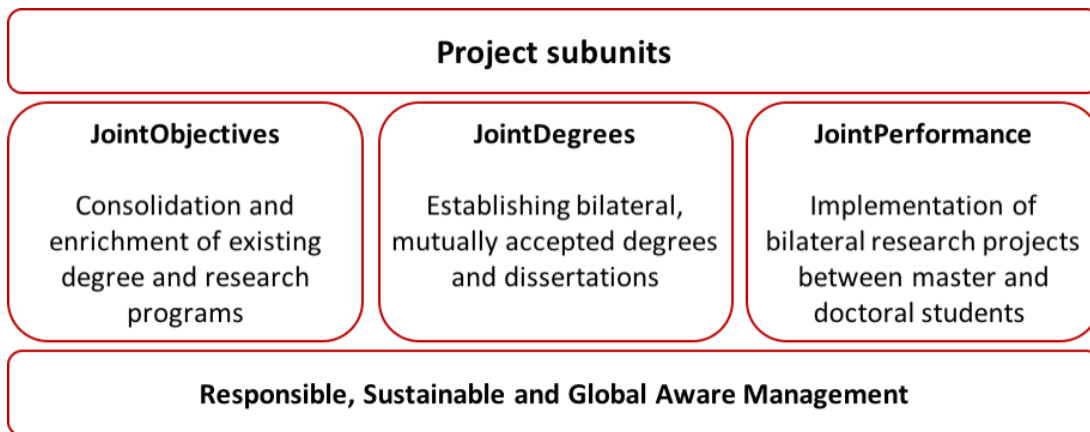 Project subunits
JointObjectives
Consolidation and
enrichment of existing
degree and research
programs
JointDegrees
Establishing bilateral,
mutually accepted degrees
and dissertations
JointPerformance
Implementation of
bilateral research projects
between master and
doctoral students
Responsible, Sustainable and Global Aware Management